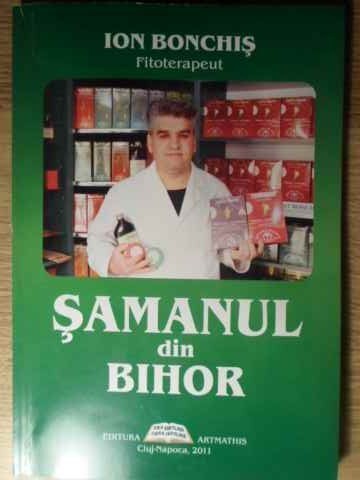 ION BONCHIȘ
Fitoterapeut
ȘAMANUL
din
BIHOR
EDITURA ARTMATHIS
Cluj-Napoca, 2011